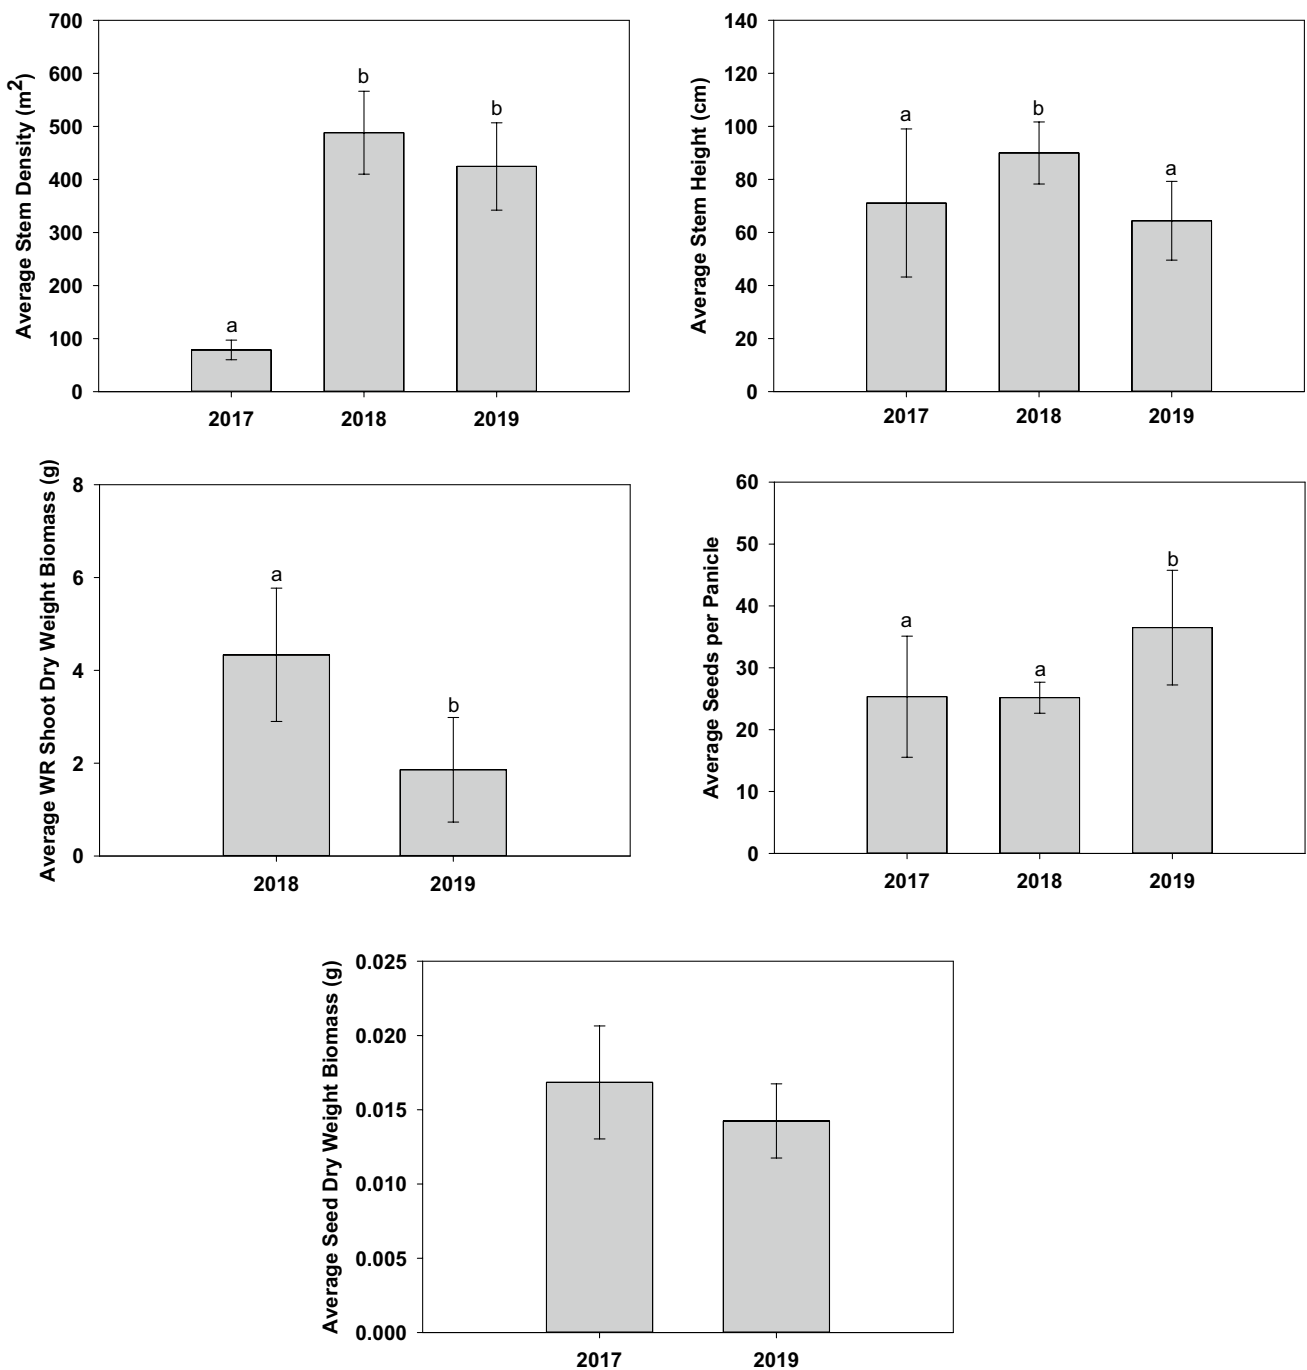 Average Stem Density (m²)
700
600
500
400
300
200
100
0
a
b
b
2017 2018 2019
Average Stem Height (cm)
140
120
100
80
60
40
20
0
a
b
a
2017 2018 2019
Average WR Shoot Dry Weight Biomass (g)
8
6
4
2
0
a
b
2018 2019
Average Seeds per Panicle
60
50
40
30
20
10
0
a
a
b
2017 2018 2019
Average Seed Dry Weight Biomass (g)
0.025
0.020
0.015
0.010
0.005
0.000
2017 2019